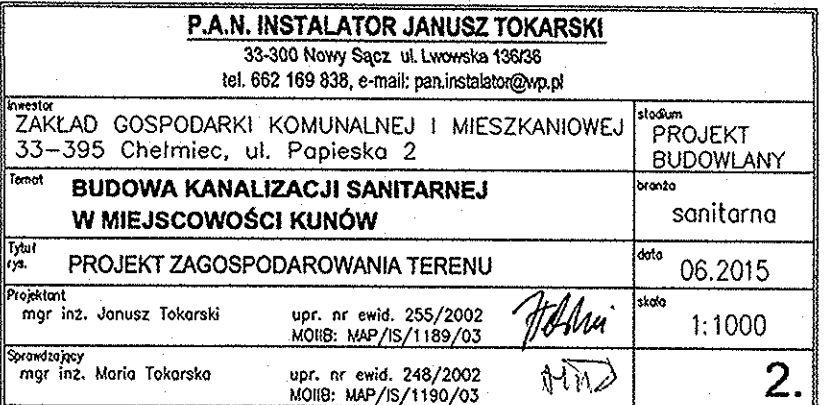 P.A.N. INSTALATOR JANUSZ TOKARSKI
33-300 Nowy Sącz ul. Lwowska 136/36
tel. 662 169 838, e-mail: pan.instalator@wp.pl
Inwestor
ZAKŁAD GOSPODARKI KOMUNALNEJ I MIESZKANIOWEJ
33-395 Chełmiec, ul. Papieska 2
stadium
PROJEKT
BUDOWLANY
Temat
BUDOWA KANALIZACJI SANITARNEJ
W MIEJSCOWOŚCI KUNÓW
branża
sanitarna
Tytuł
rys.
PROJEKT ZAGOSPODAROWANIA TERENU
data
06.2015
Projektant
mgr inż. Janusz Tokarski
upr. nr ewid. 255/2002
MOIIB: MAP/IS/1189/03
skala
1:1000
Sprawdzający
mgr inż. Maria Tokarska
upr. nr ewid. 248/2002
MOIIB: MAP/IS/1190/03
2.